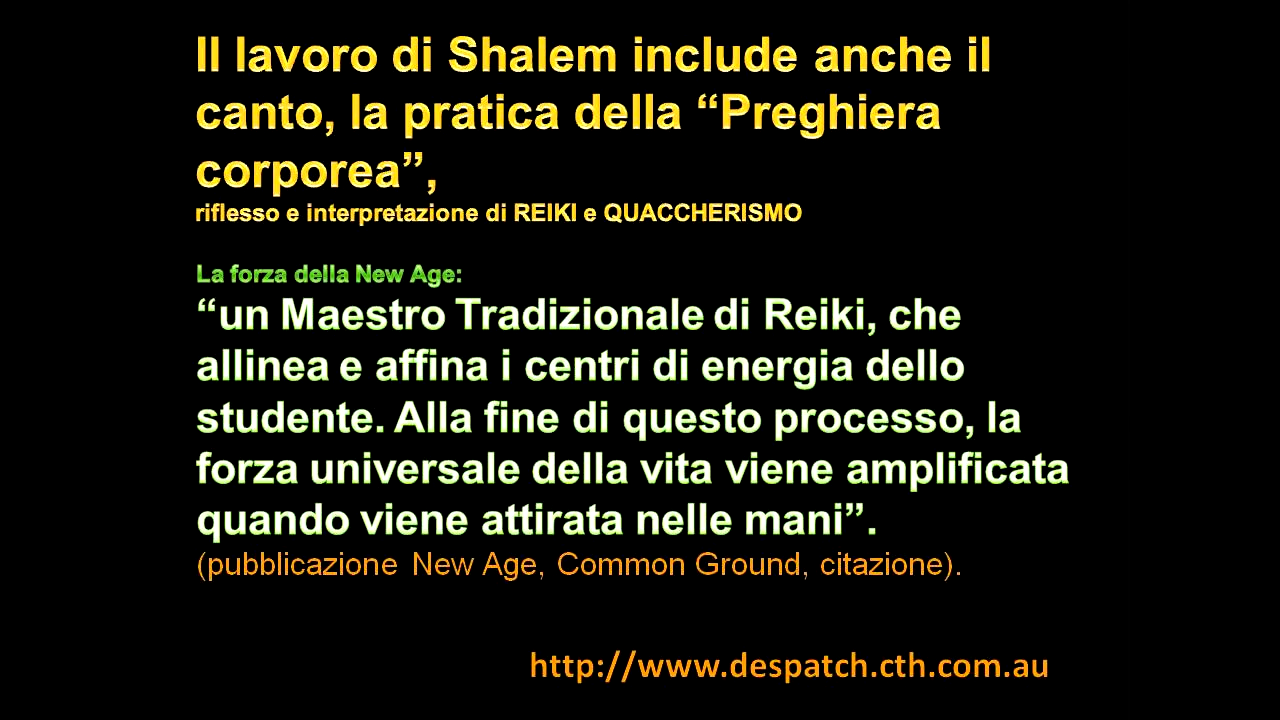 Il lavoro di Shalem include anche il
canto, la pratica della “Preghiera
corporea”,
riflesso e interpretazione di REIKI e QUACCHERISMO
La forza della New Age:
“un Maestro Tradizionale di Reiki, che
allinea e affina i centri di energia dello
studente. Alla fine di questo processo, la
forza universale della vita viene amplificata
quando viene attirata nelle mani”.
(pubblicazione New Age, Common Ground, citazione).
http://www.despatch.cth.com.au